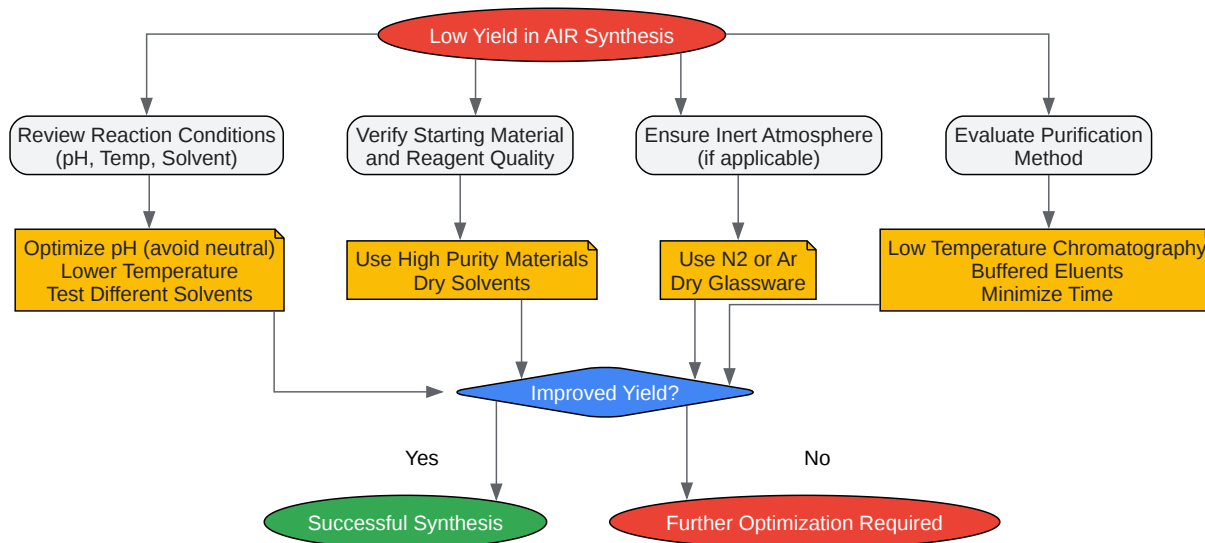 Low Yield in AIR Synthesis
Review Reaction Conditions
(pH, Temp, Solvent)
Verify Starting Material
and Reagent Quality
Ensure Inert Atmosphere
(if applicable)
Evaluate Purification
Method
Optimize pH (avoid neutral)
Lower Temperature
Test Different Solvents
Use High Purity Materials
Dry Solvents
Use N2 or Ar
Dry Glassware
Low Temperature Chromatography
Buffered Eluents
Minimize Time
Improved Yield?
Yes
No
Successful Synthesis
Further Optimization Required